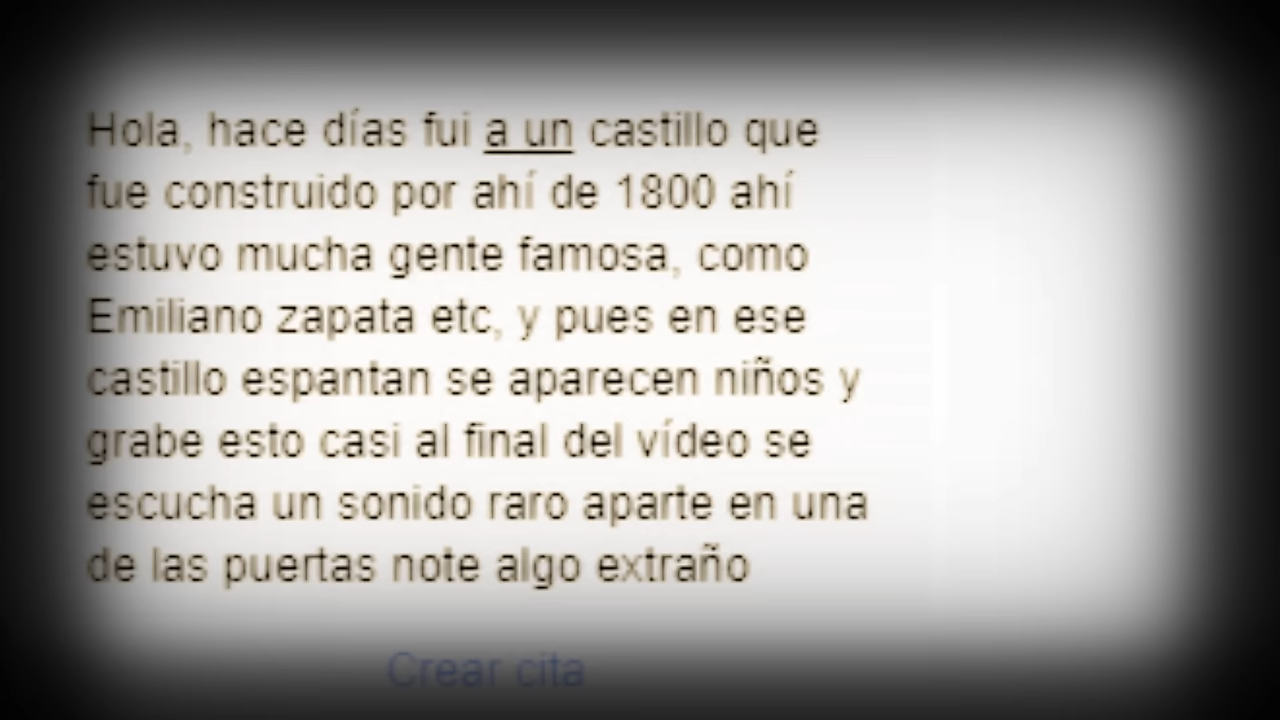 Hola, hace días fui a un castillo que
fue construido por ahí de 1800 ahí
estuvo mucha gente famosa, como
Emiliano zapata etc, y pues en ese
castillo espantan se aparecen niños y
grabe esto casi al final del vídeo se
escucha un sonido raro aparte en una
de las puertas note algo extraño
Crear cita